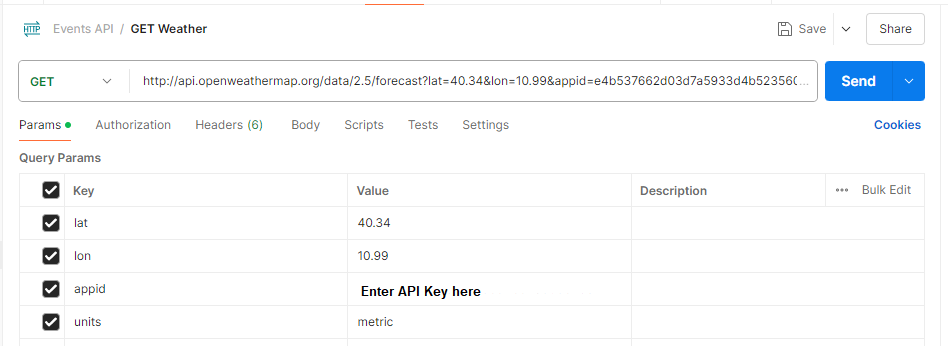 HTTP Events API / GET Weather Save Share
GET http://api.openweathermap.org/data/2.5/forecast?lat=40.34&lon=10.99&appid=e4b537662d03d7a5933d4b523560... Send
Params Authorization Headers (6) Body Scripts Tests Settings Cookies
Query Params
Key Value Description ... Bulk Edit
lat 40.34
lon 10.99
appid Enter API Key here
units metric